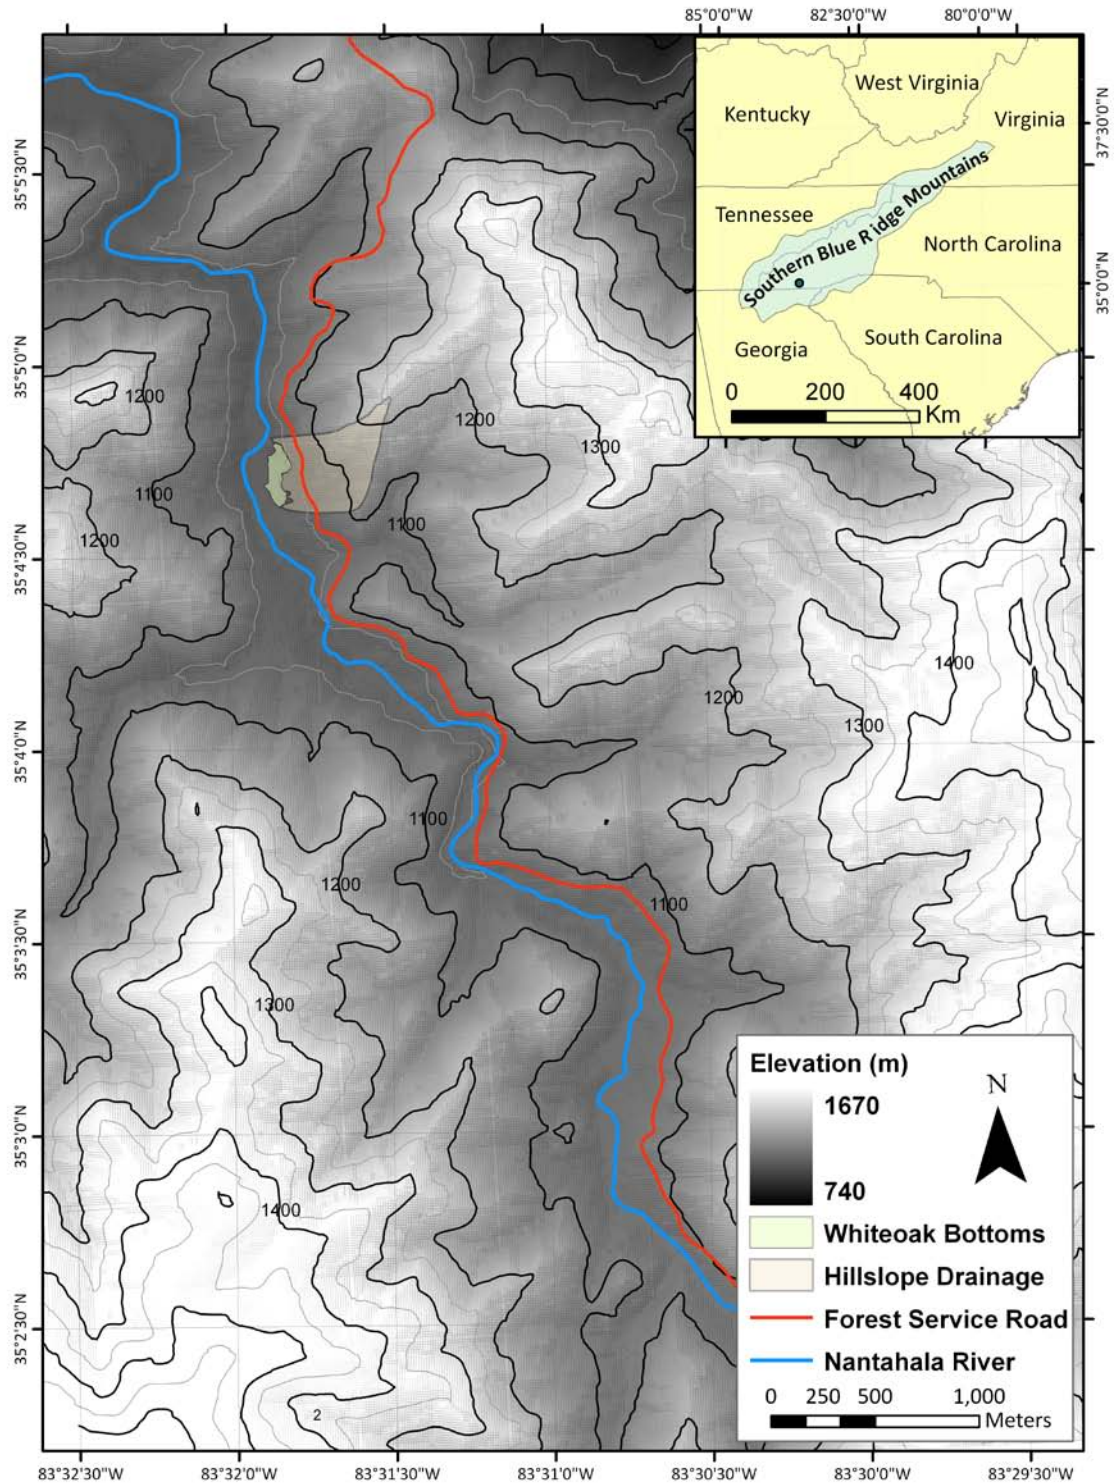 85°0'0"W 82°30'0"W 80°0'0"W
West Virginia
Kentucky
Virginia
37°30'0"N
Southern Blue Ridge Mountains
Tennessee
North Carolina
35°0'0"N
South Carolina
Georgia
0 200 400
Km
35°5'30"N
35°5'0"N
1200
1200
1300
1100
1100
1200
35°4'30"N
1400
1200
1300
35°4'0"N
1100
1200
1100
35°3'30"N
1300
35°3'0"N
1400
35°2'30"N
2
Elevation (m)
N
1670
740
Whiteoak Bottoms
Hillslope Drainage
Forest Service Road
Nantahala River
0 250 500 1,000
Meters
83°32'30"W 83°32'0"W 83°31'30"W 83°31'0"W 83°30'30"W 83°30'0"W 83°29'30"W